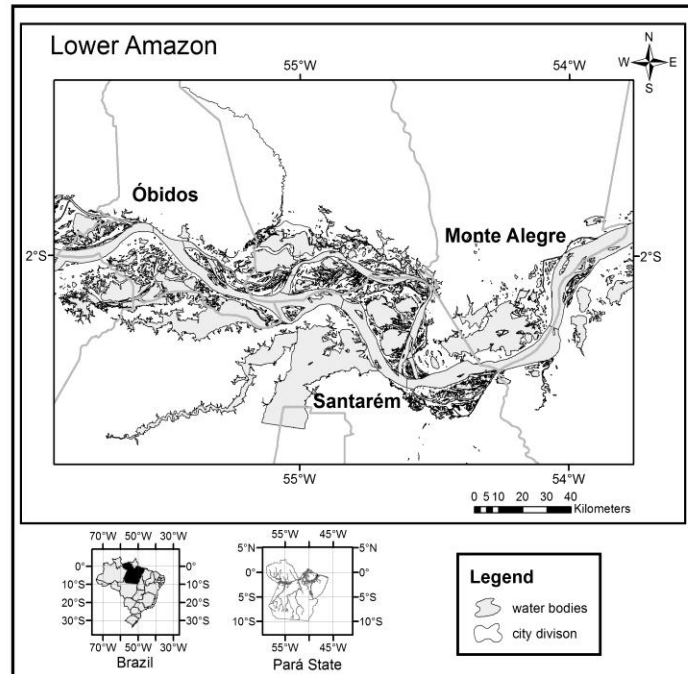 Lower Amazon
N
W E
S
55°W 54°W
Óbidos
Monte Alegre
2°S 2°S
Santarém
55°W 54°W
0 5 10 20 30 40
Kilometers
70°W 50°W 30°W
0° 0°
10°S 10°S
20°S 20°S
30°S 30°S
70°W 50°W 30°W
Brazil
55°W 45°W
5°N 5°N
0° 0°
5°S 5°S
10°S 10°S
55°W 45°W
Pará State
Legend
water bodies
city divison